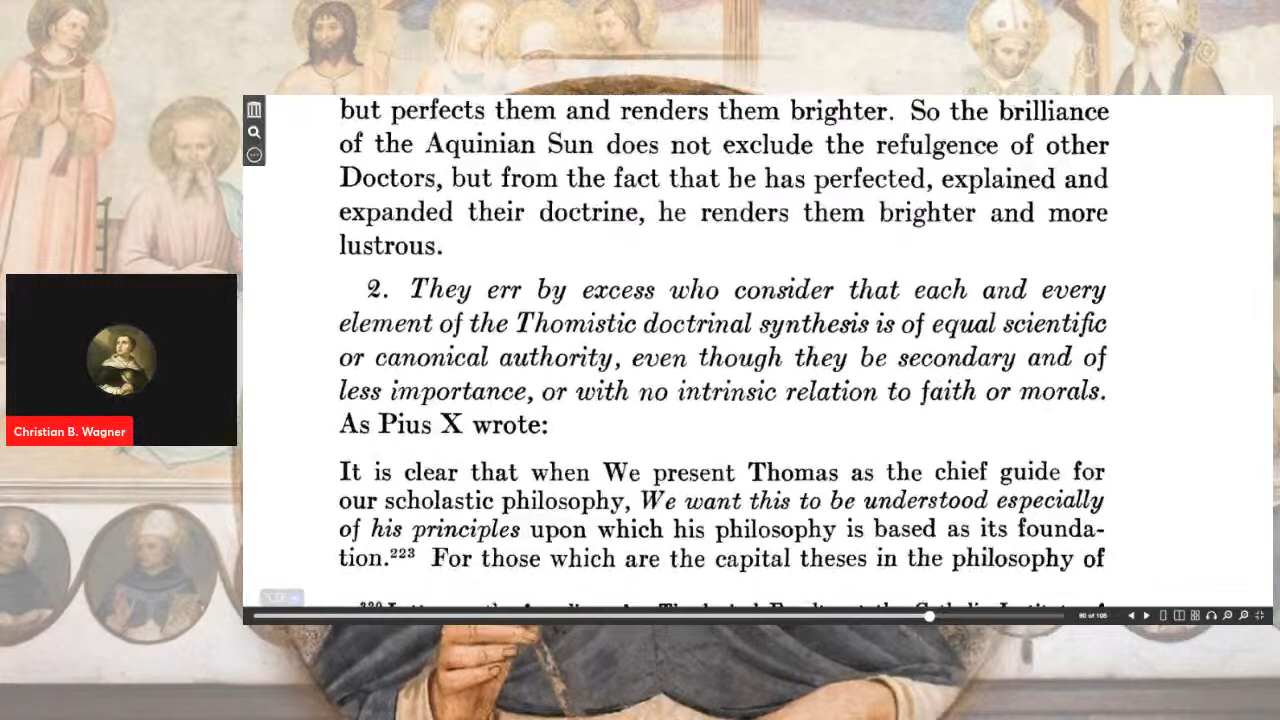 but perfects them and renders them brighter. So the brilliance
of the Aquinian Sun does not exclude the refulgence of other
Doctors, but from the fact that he has perfected, explained and
expanded their doctrine, he renders them brighter and more
lustrous.
2. They err by excess who consider that each and every
element of the Thomistic doctrinal synthesis is of equal scientific
or canonical authority, even though they be secondary and of
less importance, or with no intrinsic relation to faith or morals.
As Pius X wrote:
It is clear that when We present Thomas as the chief guide for
our scholastic philosophy, We want this to be understood especially
of his principles upon which his philosophy is based as its founda-
tion.²²³ For those which are the capital theses in the philosophy of
Christian B. Wagner
90 of 105